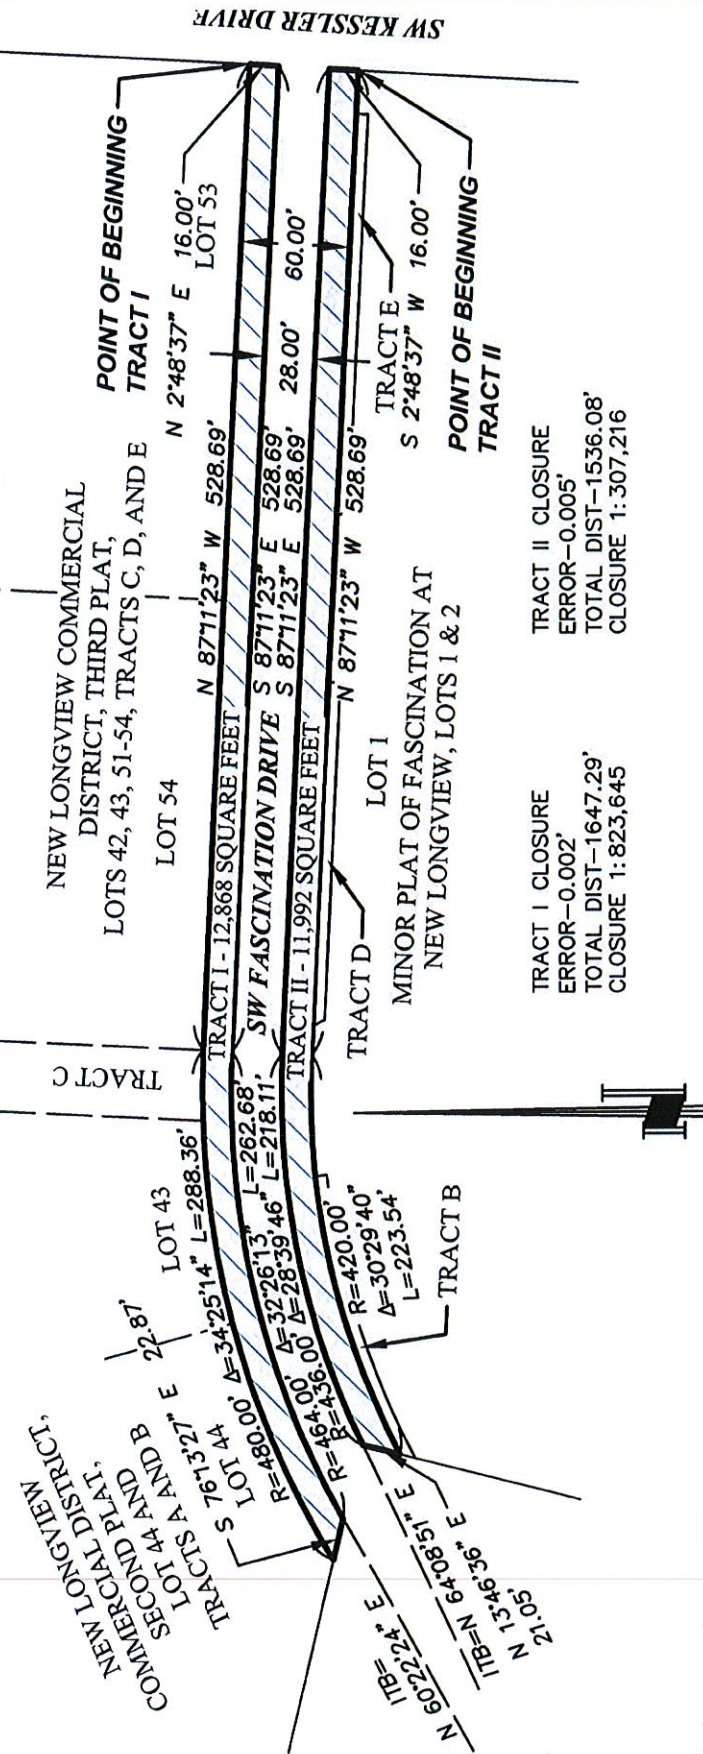 SW KESSLER DRIVE
POINT OF BEGINNING
TRACT I
N 2°48'37" E 16.00'
LOT 53
NEW LONGVIEW COMMERCIAL
DISTRICT, THIRD PLAT,
LOTS 42, 43, 51-54, TRACTS C, D, AND E
LOT 54
TRACT C
LOT 43
22.87'
S 76°13'27" E
NEW LONGVIEW
COMMERCIAL DISTRICT,
SECOND PLAT,
LOT 44 AND
TRACTS A AND B
LOT 44
R=480.00' Δ=34°25'14" L=288.36'
N 87°11'23" W 528.69'
TRACT I - 12,868 SQUARE FEET
S 87°11'23" E 528.69'
R=464.00' Δ=32°26'13" L=262.68'
SW FASCINATION DRIVE
28.00'
60.00'
S 87°11'23" E 528.69'
R=436.00' Δ=28°39'46" L=218.11'
TRACT II - 11,992 SQUARE FEET
N 87°11'23" W 528.69'
R=420.00'
Δ=30°29'40"
L=223.54'
TRACT E
S 2°48'37" W 16.00'
POINT OF BEGINNING
TRACT II
TRACT D
TRACT B
LOT 1
MINOR PLAT OF FASCINATION AT
NEW LONGVIEW, LOTS 1 & 2
ITB=
N 60°22'24" E
ITB=N 64°08'51" E
N 13°46'36" E
21.05'
TRACT I CLOSURE
ERROR-0.002'
TOTAL DIST-1647.29'
CLOSURE 1:823,645
TRACT II CLOSURE
ERROR-0.005'
TOTAL DIST-1536.08'
CLOSURE 1:307,216
N